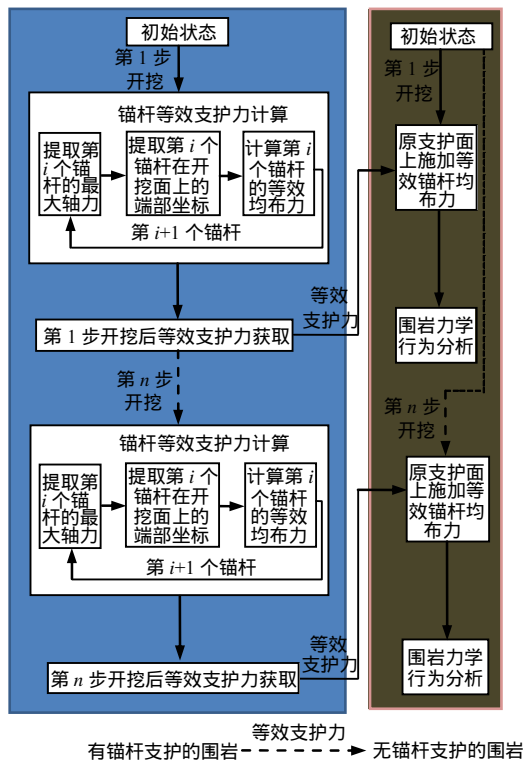 初始状态
第 1 步
开挖
锚杆等效支护力计算
提取第
i 个锚
杆的最
大轴力
提取第 i 个
锚杆在开
挖面上的
端部坐标
计算第 i
个锚杆
的等效
均布力
第 i+1 个锚杆
第 1 步开挖后等效支护力获取
等效
支护力
第 n 步
开挖
锚杆等效支护力计算
提取第
i 个锚
杆的最
大轴力
提取第 i 个
锚杆在开
挖面上的
端部坐标
计算第 i
个锚杆
的等效
均布力
第 i+1 个锚杆
第 n 步开挖后等效支护力获取
等效
支护力
初始状态
第 1 步
开挖
原支护面
上施加等
效锚杆均
布力
围岩力学
行为分析
第 n 步
开挖
原支护面
上施加等
效锚杆均
布力
围岩力学
行为分析
等效支护力
有锚杆支护的围岩
无锚杆支护的围岩